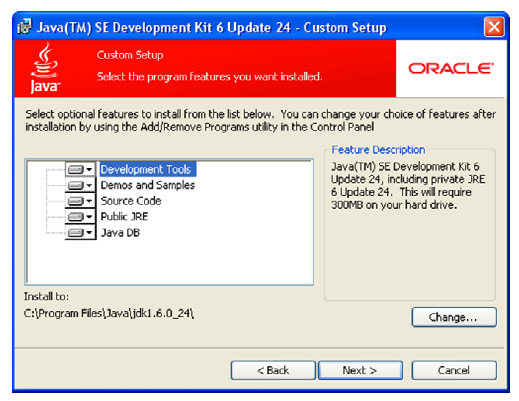 Java(TM) SE Development Kit 6 Update 24 - Custom Setup
Java™
Custom Setup
Select the program features you want installed.
ORACLE®
Select optional features to install from the list below. You can change your choice of features after
installation by using the Add/Remove Programs utility in the Control Panel
Development Tools
Demos and Samples
Source Code
Public JRE
Java DB
Feature Description
Java(TM) SE Development Kit 6
Update 24, including private JRE
6 Update 24. This will require
300MB on your hard drive.
Install to:
C:\Program Files\Java\jdk1.6.0_24\
Change...
< Back
Next >
Cancel